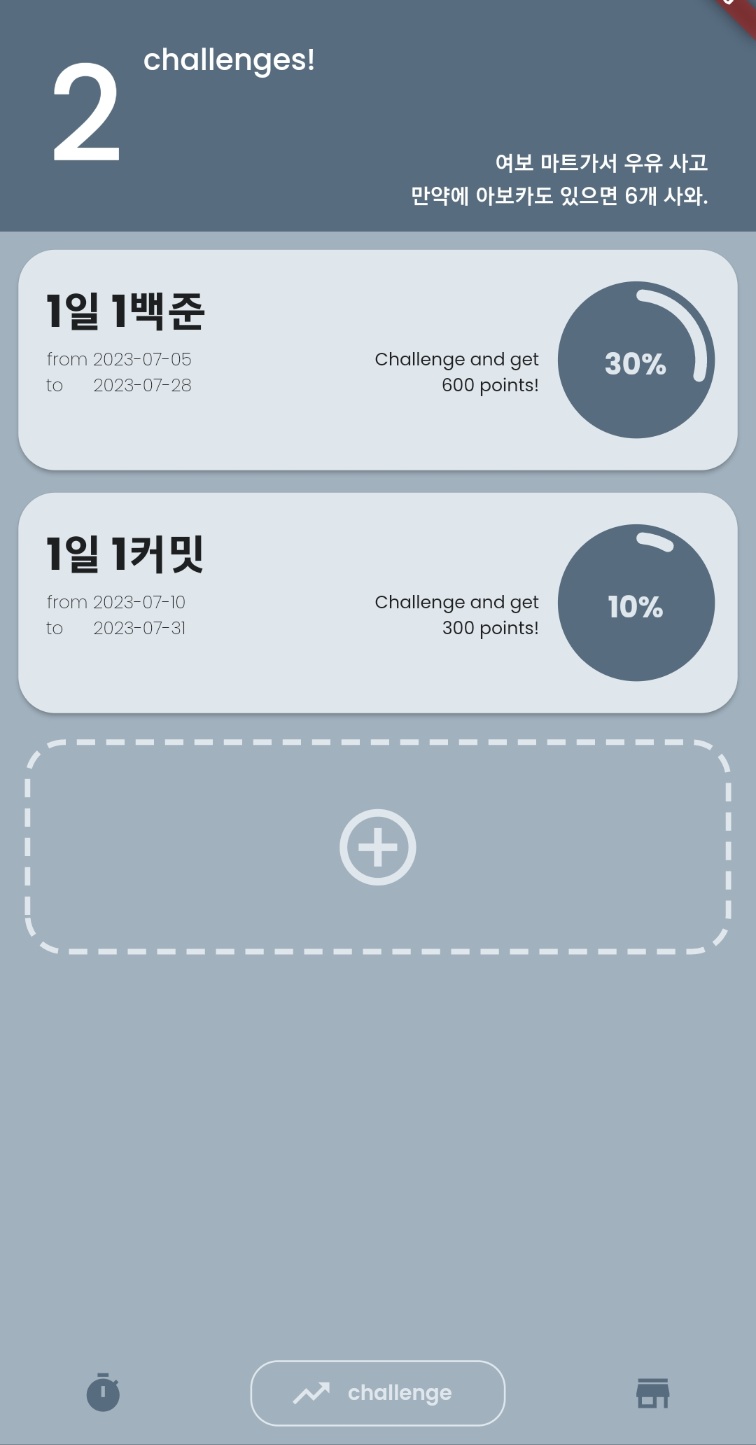 2
challenges!
여보 마트가서 우유 사고
만약에 아보카도 있으면 6개 사와.
1일 1백준
from 2023-07-05
to 2023-07-28
Challenge and get
600 points!
30%
1일 1커밋
from 2023-07-10
to 2023-07-31
Challenge and get
300 points!
10%
challenge